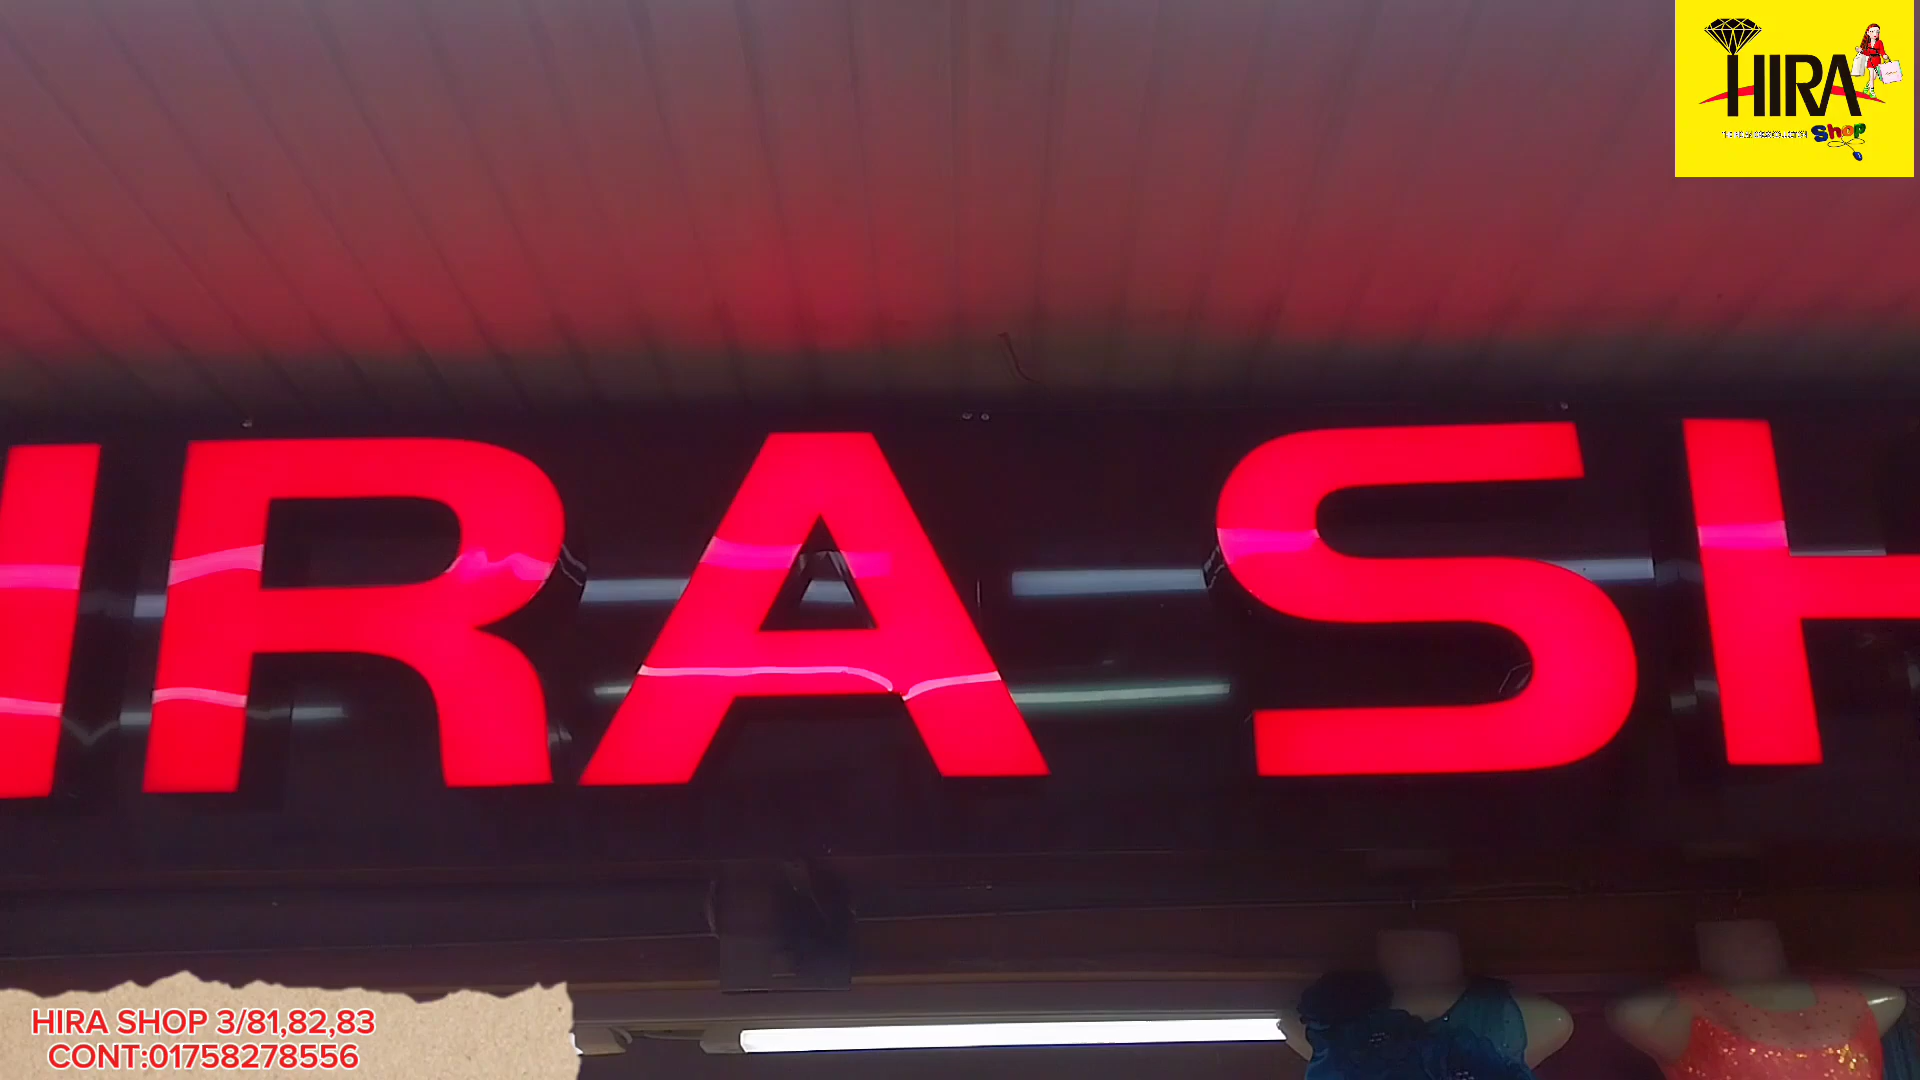 HIRA
Shop
IRA SH
HIRA SHOP 3/81,82,83
CONT:01758278556